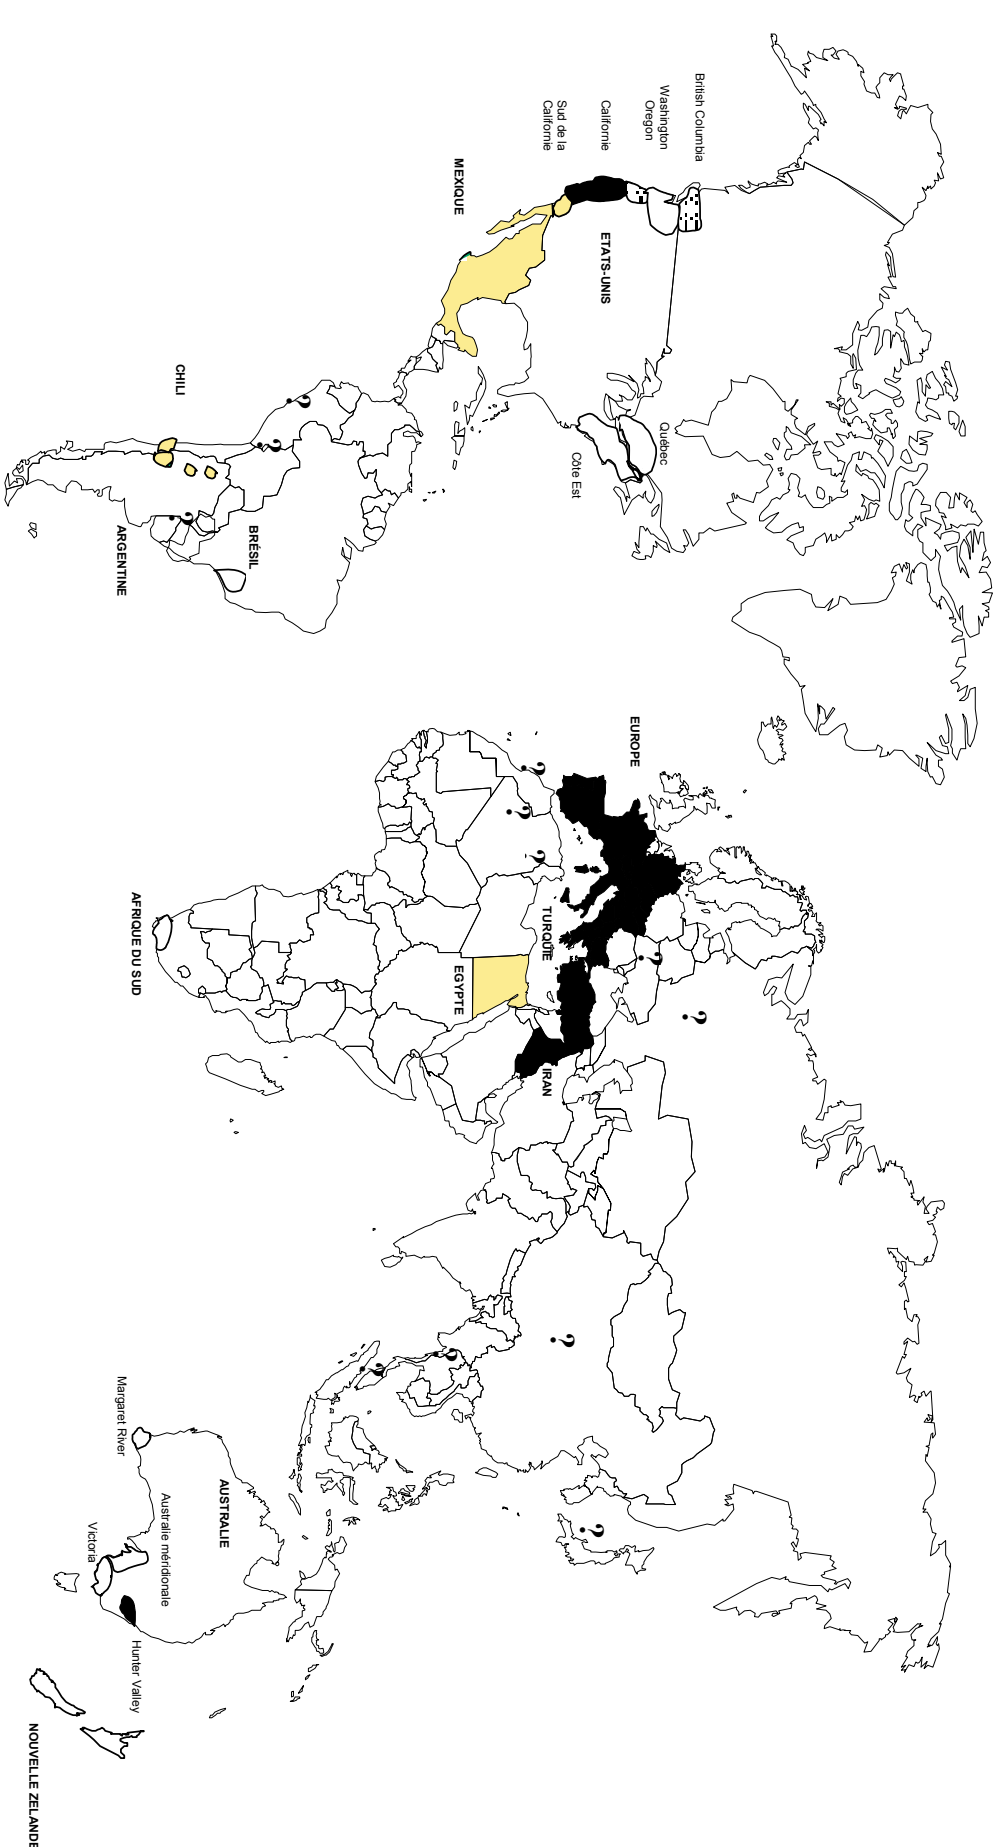 British Columbia
Washington
Oregon
Californie
Sud de la
Californie
ETATS-UNIS
MEXIQUE
Québec
Côte Est
CHILI
?
?
?
BRÉSIL
ARGENTINE
EUROPE
?
?
?
TURQUIE
?
?
EGYPTE
IRAN
AFRIQUE DU SUD
?
?
?
?
AUSTRALIE
Margaret River
Australie méridionale
Victoria
Hunter Valley
NOUVELLE ZELANDE